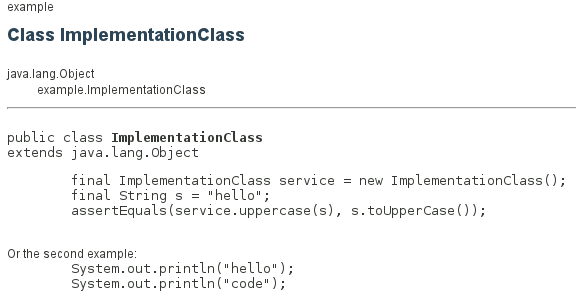 example
Class ImplementationClass
java.lang.Object
example.ImplementationClass
public class ImplementationClass
extends java.lang.Object
final ImplementationClass service = new ImplementationClass();
final String s = "hello";
assertEquals(service.uppercase(s), s.toUpperCase());
Or the second example:
System.out.println("hello");
System.out.println("code");